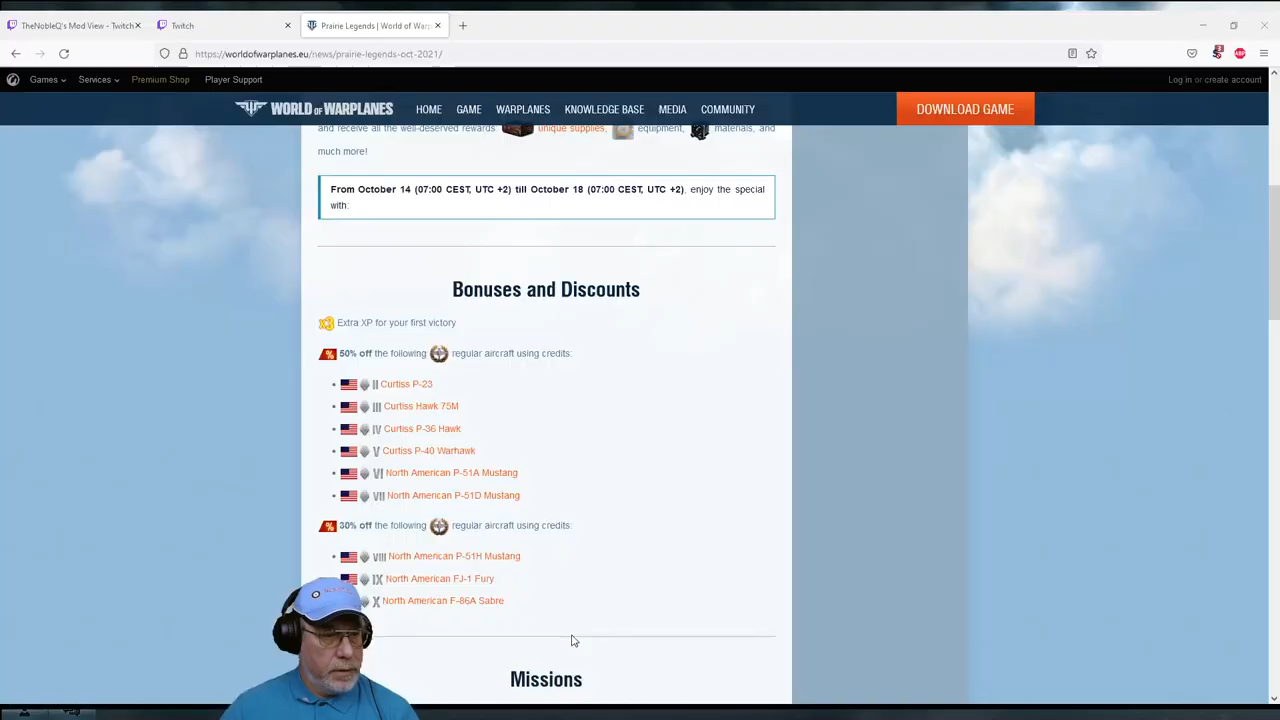 TheNobleQ's Mod View - Twitch
Twitch
Prairie Legends | World of War
https://worldofwarplanes.eu/news/prairie-legends-oct-2021/
Games Services Premium Shop Player Support
Log in or create account
WORLD OF WARPLANES HOME GAME WARPLANES KNOWLEDGE BASE MEDIA COMMUNITY
DOWNLOAD GAME
and receive all the well-deserved rewards unique supplies, equipment, materials, and
much more!
From October 14 (07:00 CEST, UTC +2) till October 18 (07:00 CEST, UTC +2), enjoy the special
with:
Bonuses and Discounts
x3 Extra XP for your first victory
% 50% off the following regular aircraft using credits:
II Curtiss P-23
III Curtiss Hawk 75M
IV Curtiss P-36 Hawk
V Curtiss P-40 Warhawk
VI North American P-51A Mustang
VII North American P-51D Mustang
% 30% off the following regular aircraft using credits:
VIII North American P-51H Mustang
IX North American FJ-1 Fury
X North American F-86A Sabre
Missions